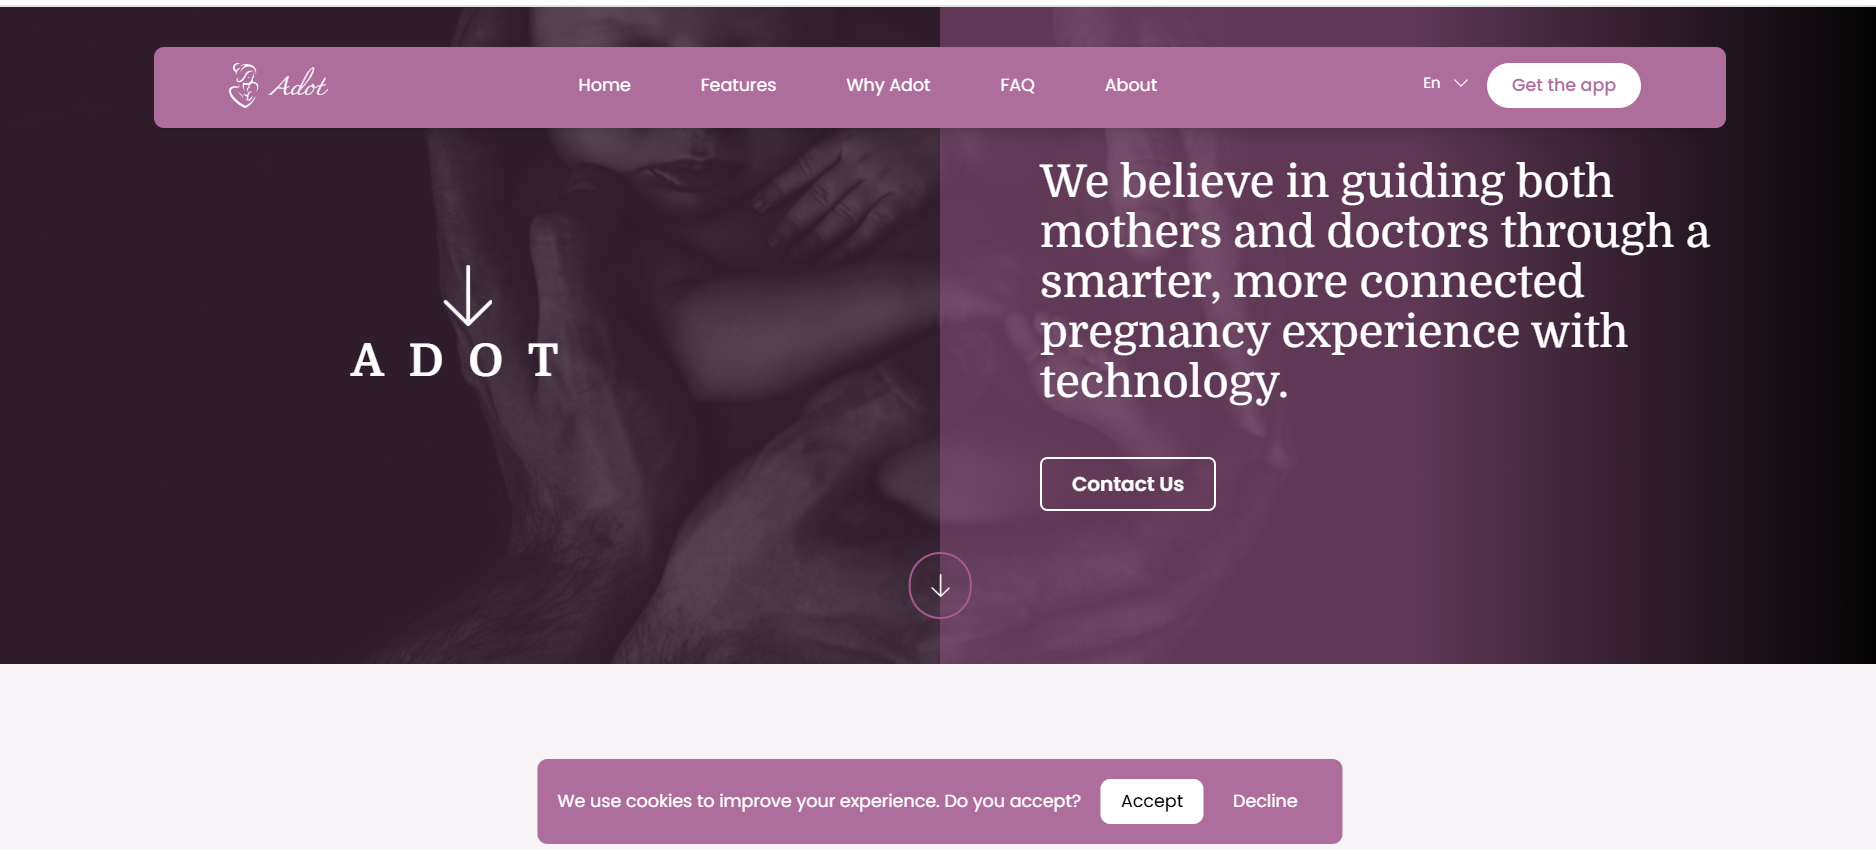 Adot
Home
Features
Why Adot
FAQ
About
En
Get the app
ADOT
We believe in guiding both
mothers and doctors through a
smarter, more connected
pregnancy experience with
technology.
Contact Us
We use cookies to improve your experience. Do you accept?
Accept
Decline